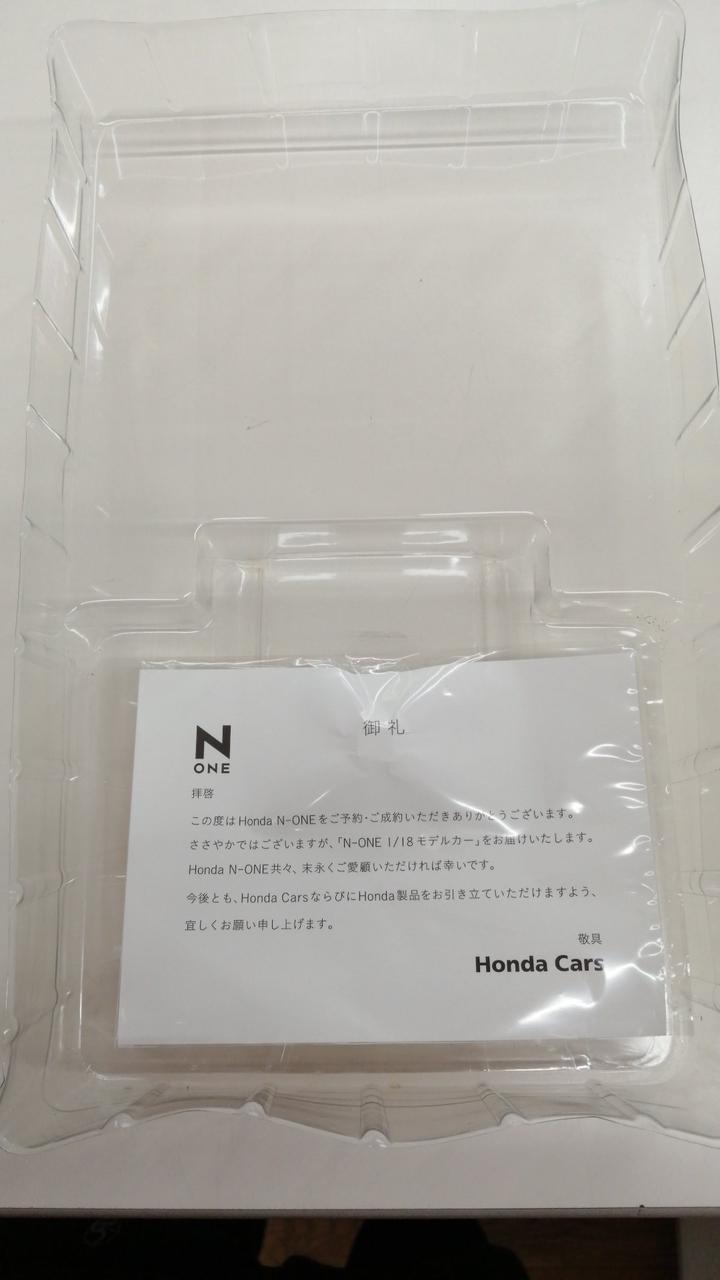 御礼
N
ONE
拝啓
この度はHonda N-ONEをご予約・ご成約いただきありがとうございます。
ささやかではございますが、「N-ONE 1/18モデルカー」をお届けいたします。
Honda N-ONE共々、末永くご愛顧いただければ幸いです。
今後とも、Honda CarsならびにHonda製品をお引き立ていただけますよう、
宜しくお願い申し上げます。
敬具
Honda Cars